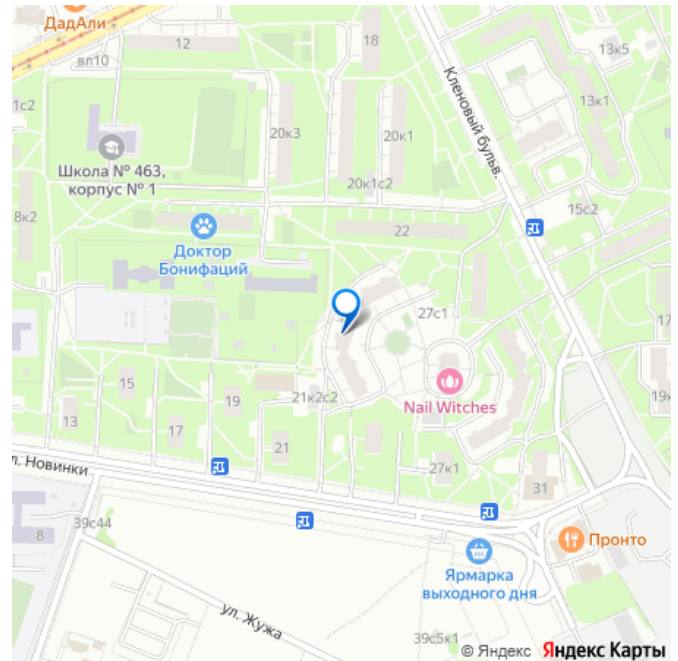 ДадАли
12
18
вл10
13к5
13к1
1с2
Кленовый бульв.
20к3
20к1
Школа № 463,
корпус № 1
20к1с2
15с2
8к2
22
Доктор
Бонифаций
27с1
17
15
19
21к2с2
Nail Witches
19к
13
17
21
27к1
31
л. Новинки
39с44
8
Пронто
Ярмарка
выходного дня
ул. Жужа
39с5к1
© Яндекс Яндекс Карты